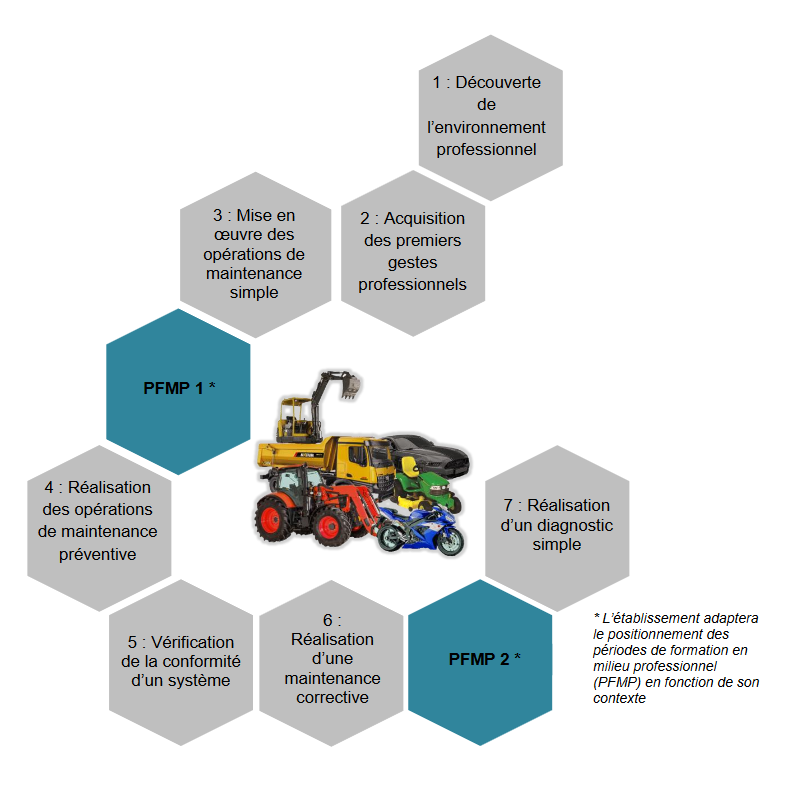 1 : Découverte
de
l’environnement
professionnel
2 : Acquisition
des premiers
gestes
professionnels
3 : Mise en
œuvre des
opérations de
maintenance
simple
PFMP 1 *
4 : Réalisation
des opérations
de maintenance
préventive
5 : Vérification
de la conformité
d’un système
6 :
Réalisation
d’une
maintenance
corrective
PFMP 2 *
7 : Réalisation
d’un diagnostic
simple
* L’établissement adaptera
le positionnement des
périodes de formation en
milieu professionnel
(PFMP) en fonction de son
contexte